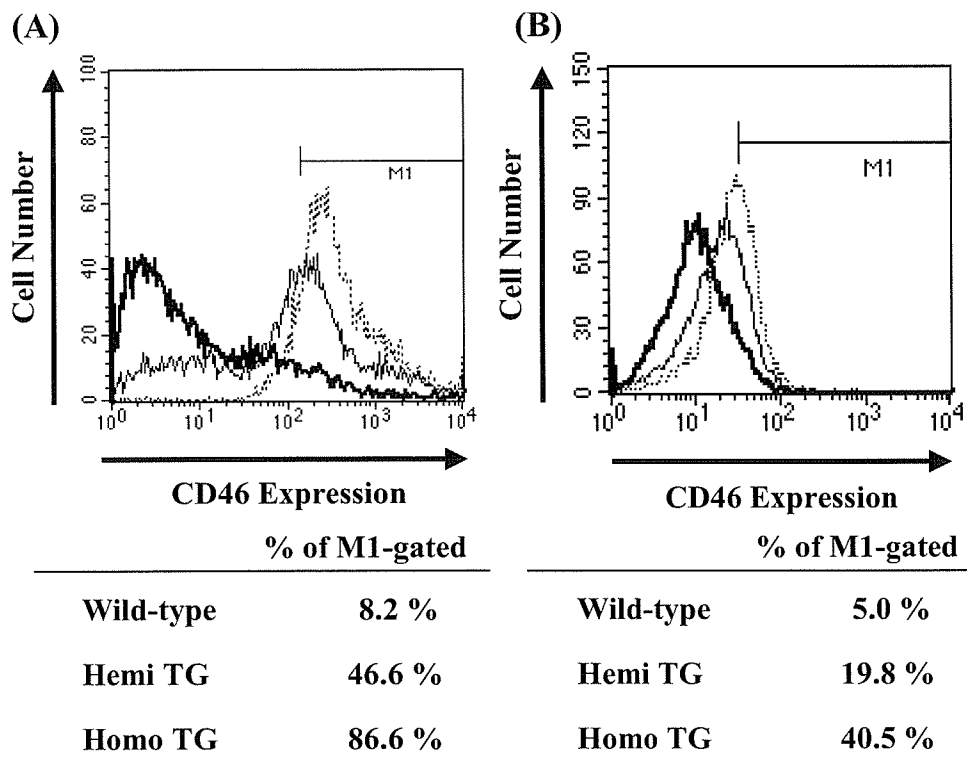 (A)
Cell Number
100
80
60
40
20
0
M1
10^0 10^1 10^2 10^3 10^4
CD46 Expression
% of M1-gated
Wild-type 8.2 %
Hemi TG 46.6 %
Homo TG 86.6 %
(B)
Cell Number
150
120
90
60
30
0
M1
10^0 10^1 10^2 10^3 10^4
CD46 Expression
% of M1-gated
Wild-type 5.0 %
Hemi TG 19.8 %
Homo TG 40.5 %